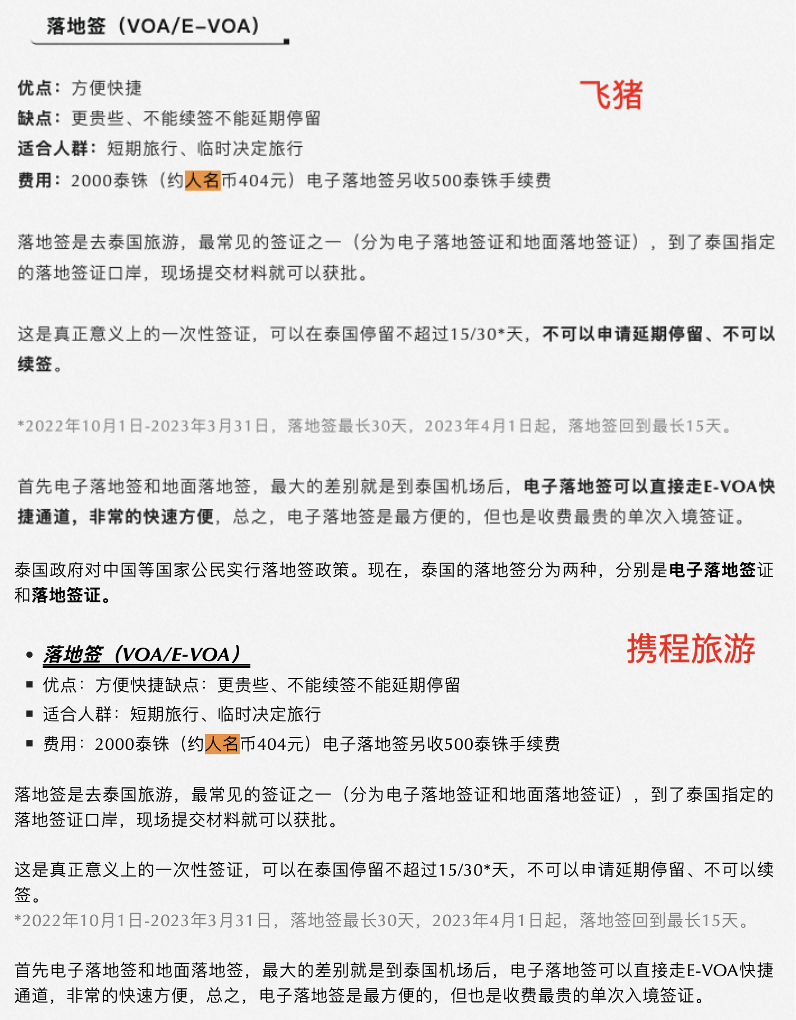 落地签（VOA/E-VOA）
优点：方便快捷
飞猪
缺点：更贵些、不能续签不能延期停留
适合人群：短期旅行、临时决定旅行
费用：2000泰铢（约人名币404元）电子落地签另收500泰铢手续费
落地签是去泰国旅游，最常见的签证之一（分为电子落地签证和地面落地签证），到了泰国指定
的落地签证口岸，现场提交材料就可以获批。
这是真正意义上的一次性签证，可以在泰国停留不超过15/30*天，不可以申请延期停留、不可以
续签。
*2022年10月1日-2023年3月31日，落地签最长30天，2023年4月1日起，落地签回到最长15天。
首先电子落地签和地面落地签，最大的差别就是到泰国机场后，电子落地签可以直接走E-VOA快
捷通道，非常的快速方便，总之，电子落地签是最方便的，但也是收费最贵的单次入境签证。
泰国政府对中国等国家公民实行落地签政策。现在，泰国的落地签分为两种，分别是电子落地签证
和落地签证。
落地签（VOA/E-VOA）
携程旅游
优点：方便快捷缺点：更贵些、不能续签不能延期停留
适合人群：短期旅行、临时决定旅行
费用：2000泰铢（约人名币404元）电子落地签另收500泰铢手续费
落地签是去泰国旅游，最常见的签证之一（分为电子落地签证和地面落地签证），到了泰国指定的
落地签证口岸，现场提交材料就可以获批。
这是真正意义上的一次性签证，可以在泰国停留不超过15/30*天，不可以申请延期停留、不可以续
签。
*2022年10月1日-2023年3月31日，落地签最长30天，2023年4月1日起，落地签回到最长15天。
首先电子落地签和地面落地签，最大的差别就是到泰国机场后，电子落地签可以直接走E-VOA快捷
通道，非常的快速方便，总之，电子落地签是最方便的，但也是收费最贵的单次入境签证。